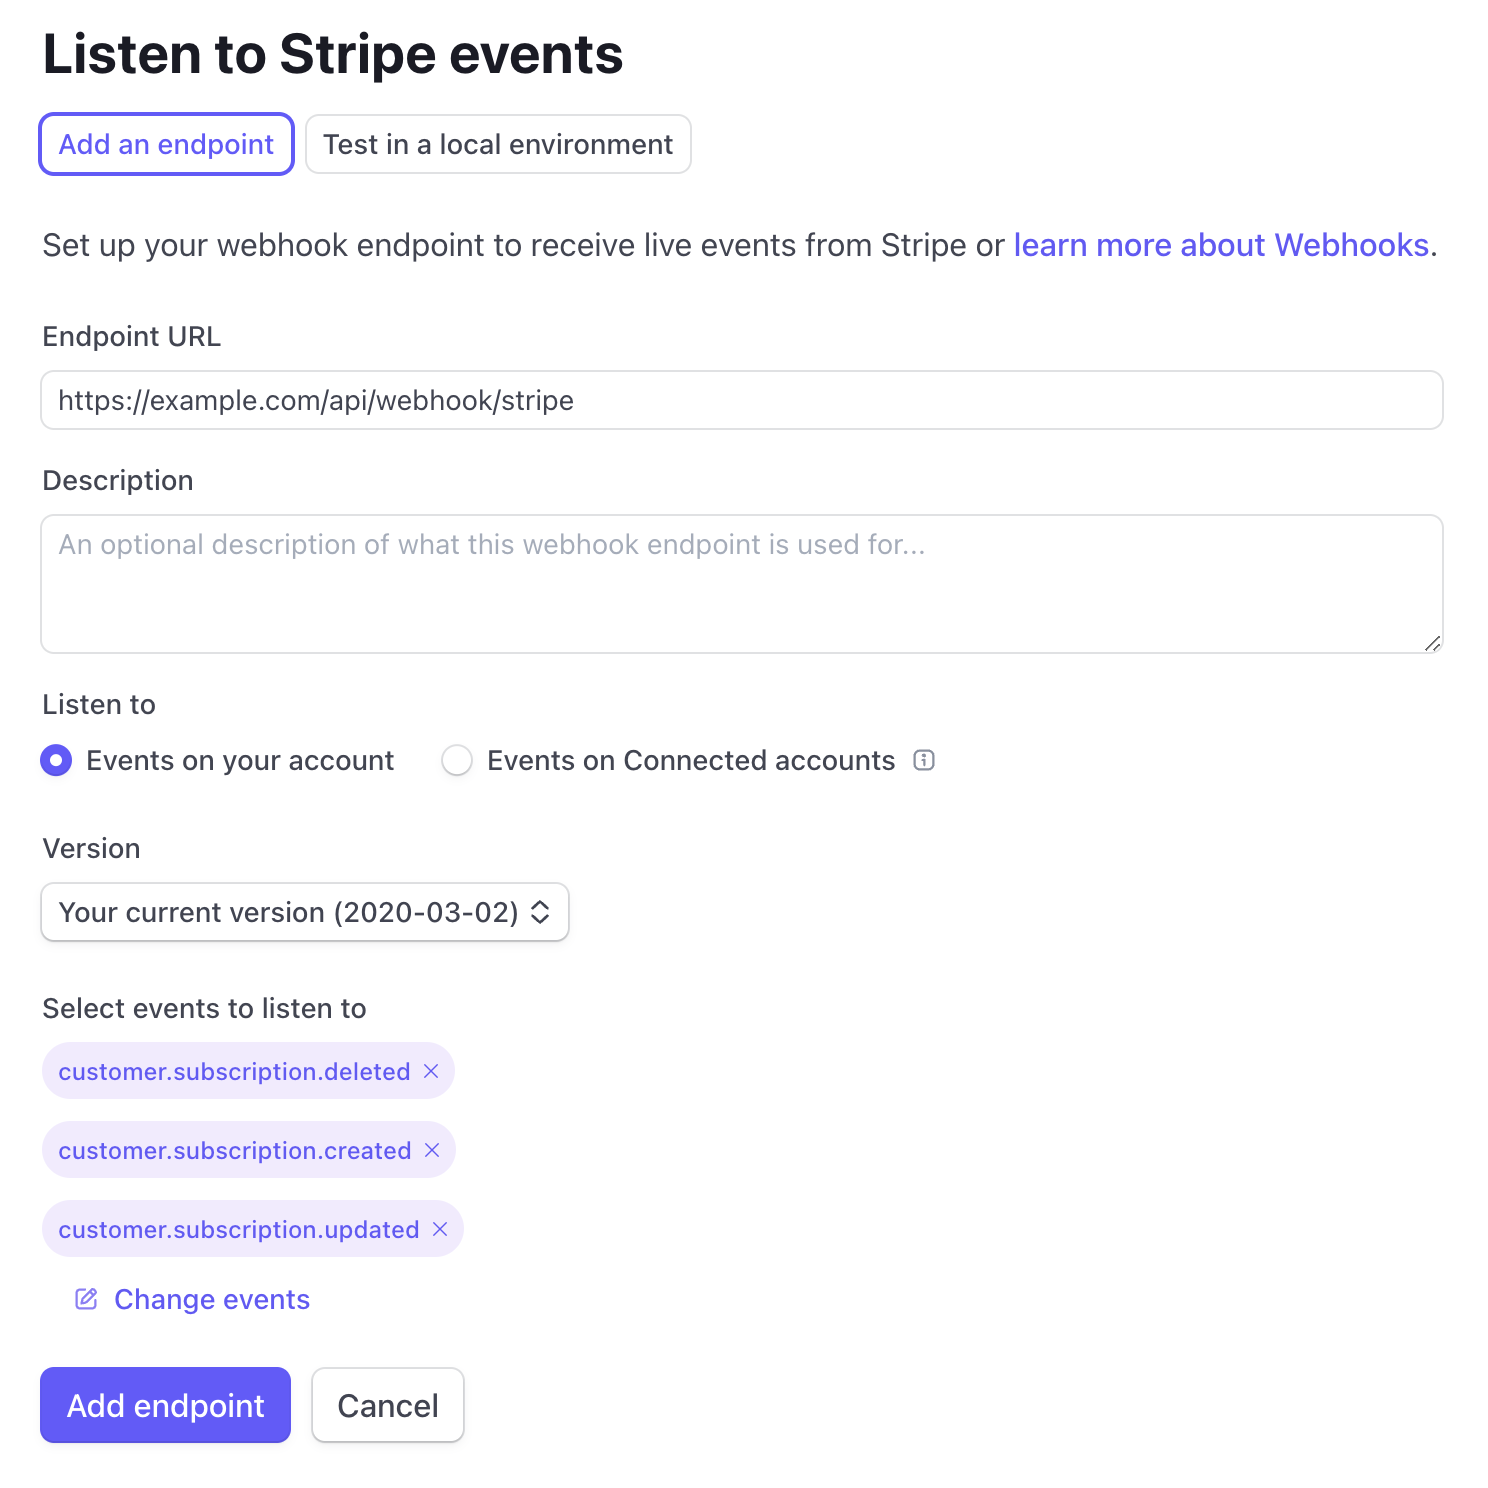 Listen to Stripe events
Add an endpoint Test in a local environment
Set up your webhook endpoint to receive live events from Stripe or learn more about Webhooks.
Endpoint URL
https://example.com/api/webhook/stripe
Description
An optional description of what this webhook endpoint is used for...
Listen to
Events on your account Events on Connected accounts
Version
Your current version (2020-03-02)
Select events to listen to
customer.subscription.deleted
customer.subscription.created
customer.subscription.updated
Change events
Add endpoint Cancel